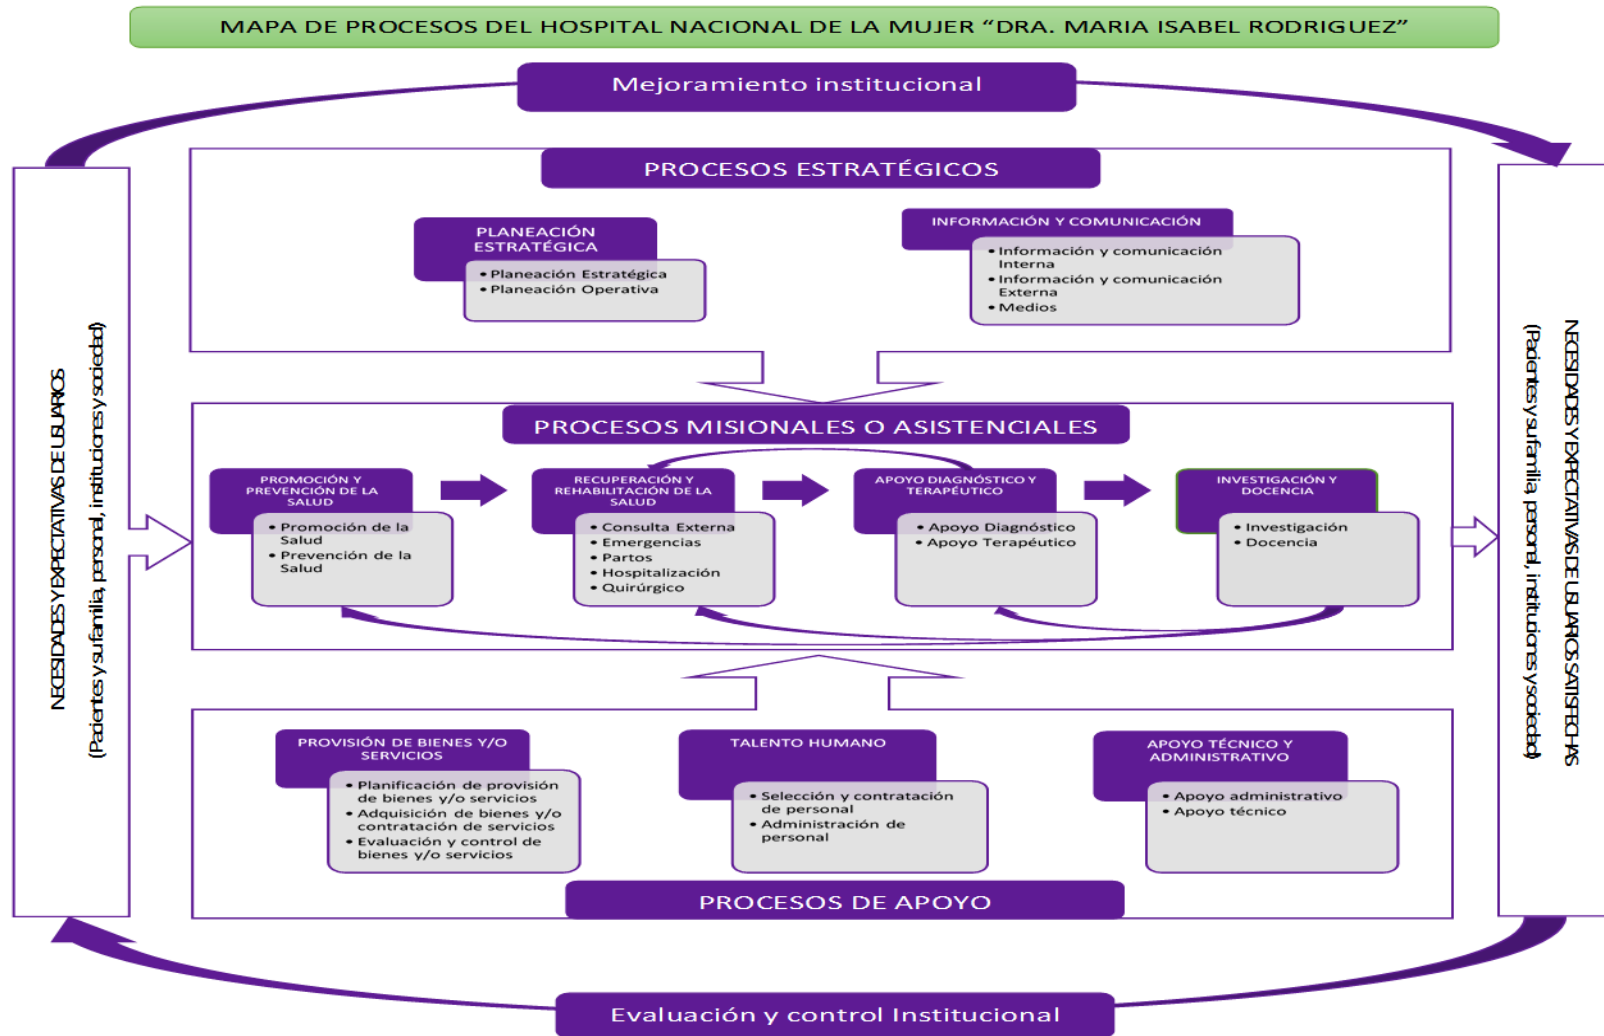 MAPA DE PROCESOS DEL HOSPITAL NACIONAL DE LA MUJER “DRA. MARIA ISABEL RODRIGUEZ”
Mejoramiento institucional
NECESIDADES Y EXPECTATIVAS DE USUARIOS
(Pacientes y su familia, personal, instituciones y sociedad)
PROCESOS ESTRATÉGICOS
PLANEACIÓN
ESTRATÉGICA
• Planeación Estratégica
• Planeación Operativa
INFORMACIÓN Y COMUNICACIÓN
• Información y comunicación
Interna
• Información y comunicación
Externa
• Medios
PROCESOS MISIONALES O ASISTENCIALES
PROMOCIÓN Y
PREVENCIÓN DE LA
SALUD
• Promoción de la
Salud
• Prevención de la
Salud
RECUPERACIÓN Y
REHABILITACIÓN DE LA
SALUD
• Consulta Externa
• Emergencias
• Partos
• Hospitalización
• Quirúrgico
APOYO DIAGNÓSTICO Y
TERAPÉUTICO
• Apoyo Diagnóstico
• Apoyo Terapéutico
INVESTIGACIÓN Y
DOCENCIA
• Investigación
• Docencia
PROVISIÓN DE BIENES Y/O
SERVICIOS
• Planificación de provisión
de bienes y/o servicios
• Adquisición de bienes y/o
contratación de servicios
• Evaluación y control de
bienes y/o servicios
TALENTO HUMANO
• Selección y contratación
de personal
• Administración de
personal
APOYO TÉCNICO Y
ADMINISTRATIVO
• Apoyo administrativo
• Apoyo técnico
PROCESOS DE APOYO
NECESIDADES Y EXPECTATIVAS DE USUARIOS SATISFECHAS
(Pacientes y su familia, personal, instituciones y sociedad)
Evaluación y control Institucional